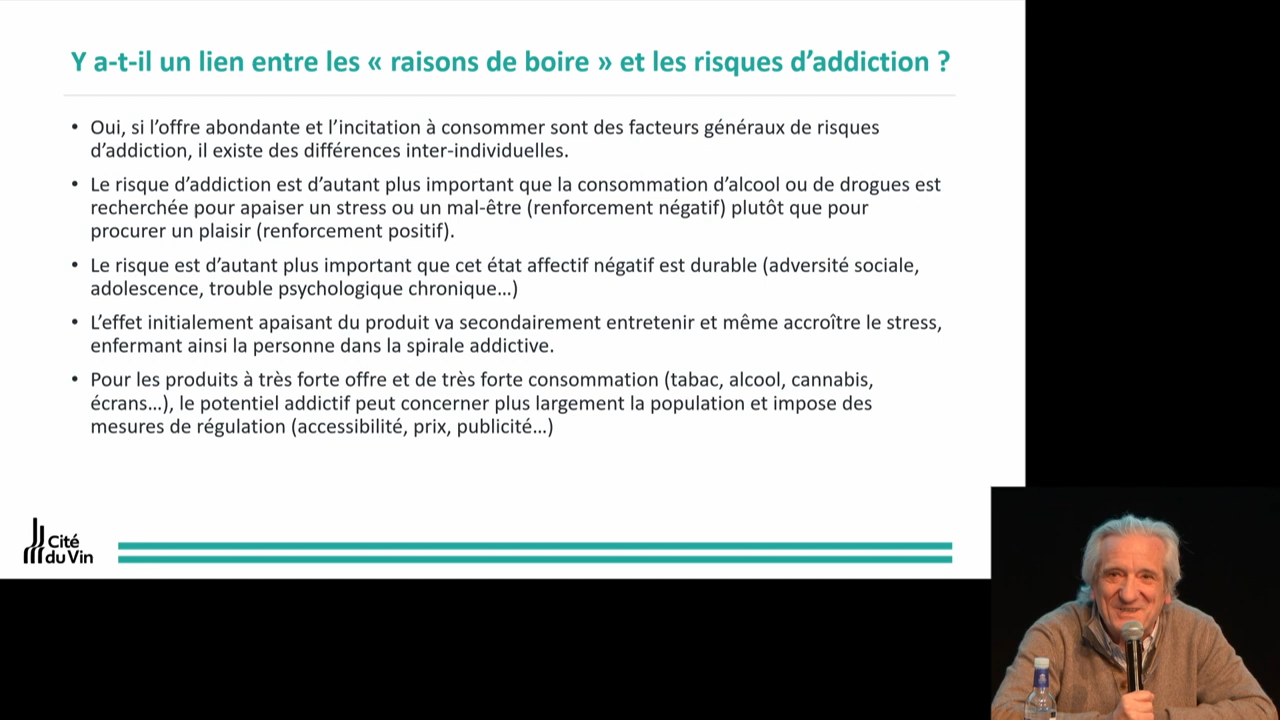 Y a-t-il un lien entre les « raisons de boire » et les risques d’addiction ?
• Oui, si l’offre abondante et l’incitation à consommer sont des facteurs généraux de risques
d’addiction, il existe des différences inter-individuelles.
• Le risque d’addiction est d’autant plus important que la consommation d’alcool ou de drogues est
recherchée pour apaiser un stress ou un mal-être (renforcement négatif) plutôt que pour
procurer un plaisir (renforcement positif).
• Le risque est d’autant plus important que cet état affectif négatif est durable (adversité sociale,
adolescence, trouble psychologique chronique…)
• L’effet initialement apaisant du produit va secondairement entretenir et même accroître le stress,
enfermant ainsi la personne dans la spirale addictive.
• Pour les produits à très forte offre et de très forte consommation (tabac, alcool, cannabis,
écrans…), le potentiel addictif peut concerner plus largement la population et impose des
mesures de régulation (accessibilité, prix, publicité…)
Cité
du Vin